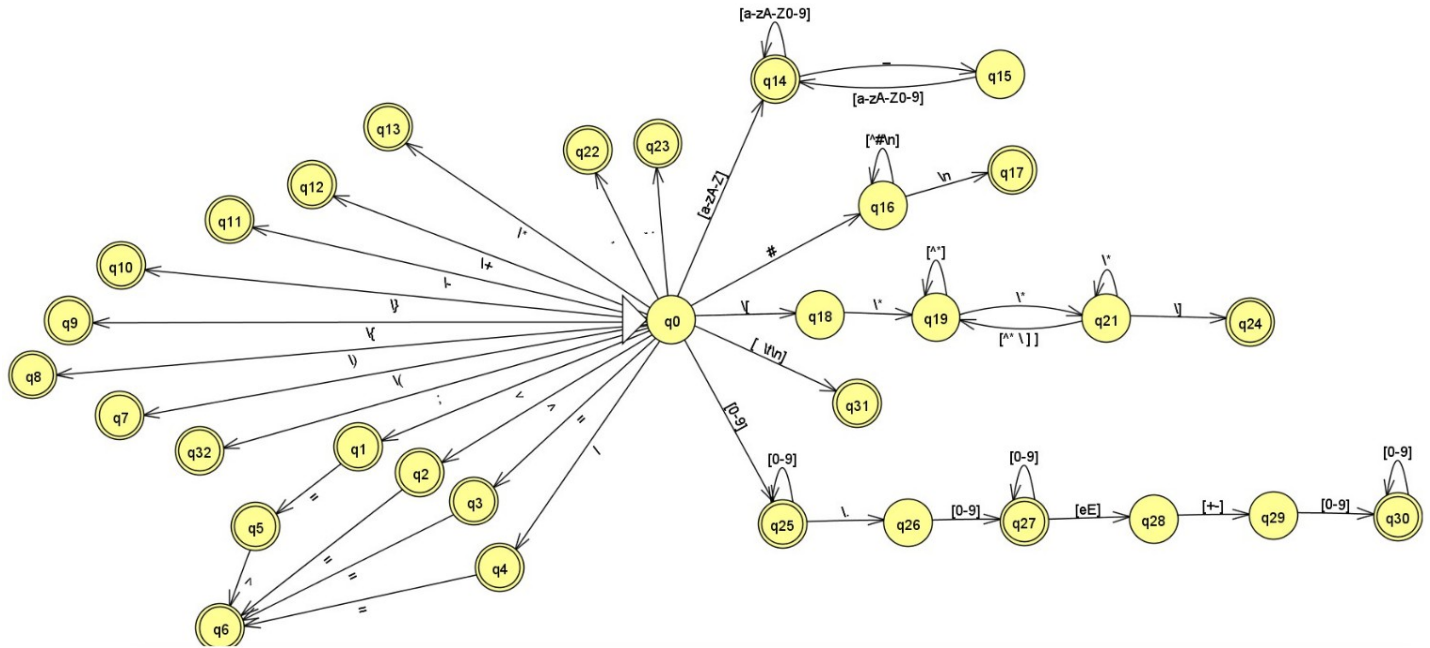 [a-zA-Z0-9]
q14
_
q15
[a-zA-Z0-9]
q13
q22
q23
[a-zA-Z]
[^#\n]
q16
\n
q17
q12
q11
\*
\+
#
q10
\-
\}
[^*]
\*
q9
\{
q0
\[
q18
\*
q19
\*
q21
\]
q24
[^* \ ] ]
q8
\)
\(
[ \f\n]
q31
q7
;
<
^
=
[0-9]
q32
q1
q2
q3
[0-9]
[0-9]
[0-9]
q5
=
q25
\.
q26
[0-9]
q27
[eE]
q28
[+-]
q29
[0-9]
q30
^
=
=
q4
=
q6